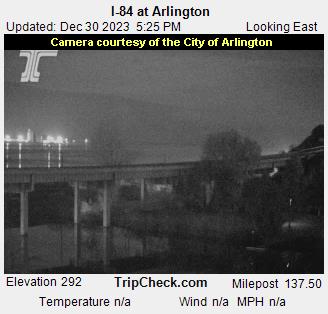 I-84 at Arlington
Updated: Dec 30 2023 5:25 PM Looking East
Camera courtesy of the City of Arlington
Elevation 292 TripCheck.com Milepost 137.50
Temperature n/a Wind n/a MPH n/a